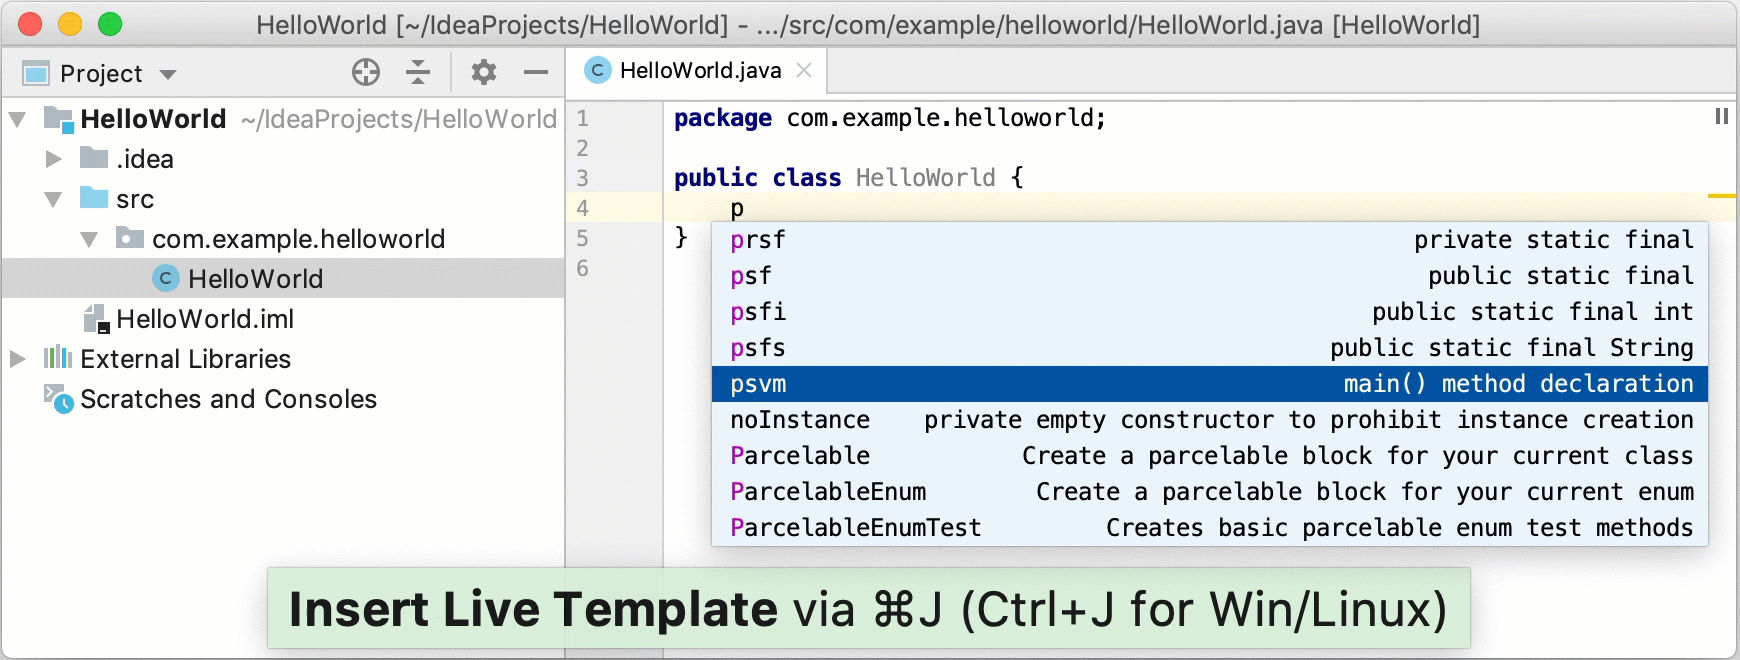 HelloWorld [~/IdeaProjects/HelloWorld] - .../src/com/example/helloworld/HelloWorld.java [HelloWorld]
Project
HelloWorld ~/IdeaProjects/HelloWorld
.idea
src
com.example.helloworld
C HelloWorld
HelloWorld.iml
External Libraries
Scratches and Consoles
C HelloWorld.java
1 package com.example.helloworld;
2
3 public class HelloWorld {
4 p
5 }
6
prsf private static final
psf public static final
psfi public static final int
psfs public static final String
psvm main() method declaration
noInstance private empty constructor to prohibit instance creation
Parcelable Create a parcelable block for your current class
ParcelableEnum Create a parcelable block for your current enum
ParcelableEnumTest Creates basic parcelable enum test methods
Insert Live Template via ⌘J (Ctrl+J for Win/Linux)